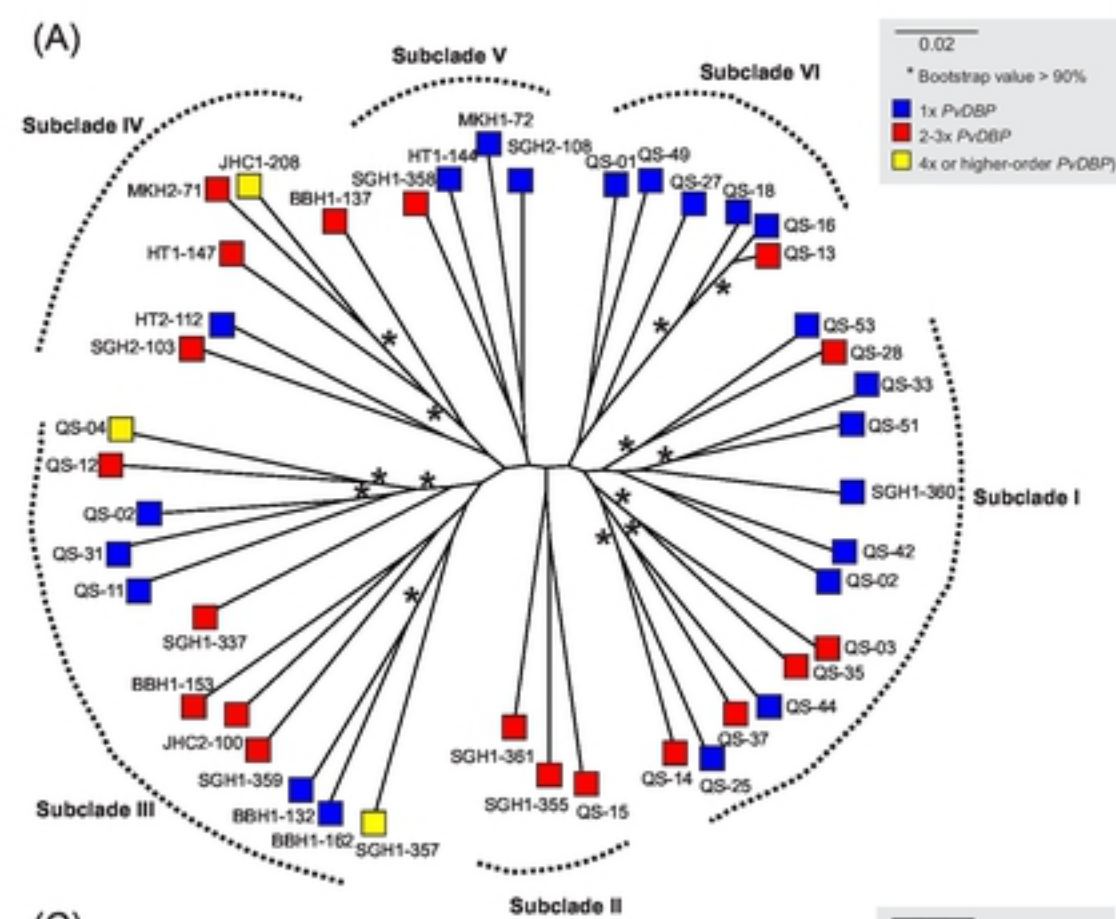 (A)
Subclade V
Subclade VI
Subclade IV
0.02
* Bootstrap value > 90%
1x PvDBP
2-3x PvDBP
4x or higher-order PvDBP)
MKH1-72
HT1-144
SGH2-108
QS-01
QS-49
JHC1-208
MKH2-71
SGH1-358
BBH1-137
QS-27
QS-18
QS-16
QS-13
HT1-147
HT2-112
SGH2-103
QS-53
QS-28
QS-33
QS-51
QS-04
QS-12
QS-02
QS-31
QS-11
SGH1-360
Subclade I
QS-42
QS-02
SGH1-337
QS-03
QS-35
BBH1-153
QS-44
JHC2-100
QS-37
SGH1-361
QS-14
QS-25
SGH1-359
SGH1-355
QS-15
Subclade III
BBH1-132
BBH1-162
SGH1-357
Subclade II